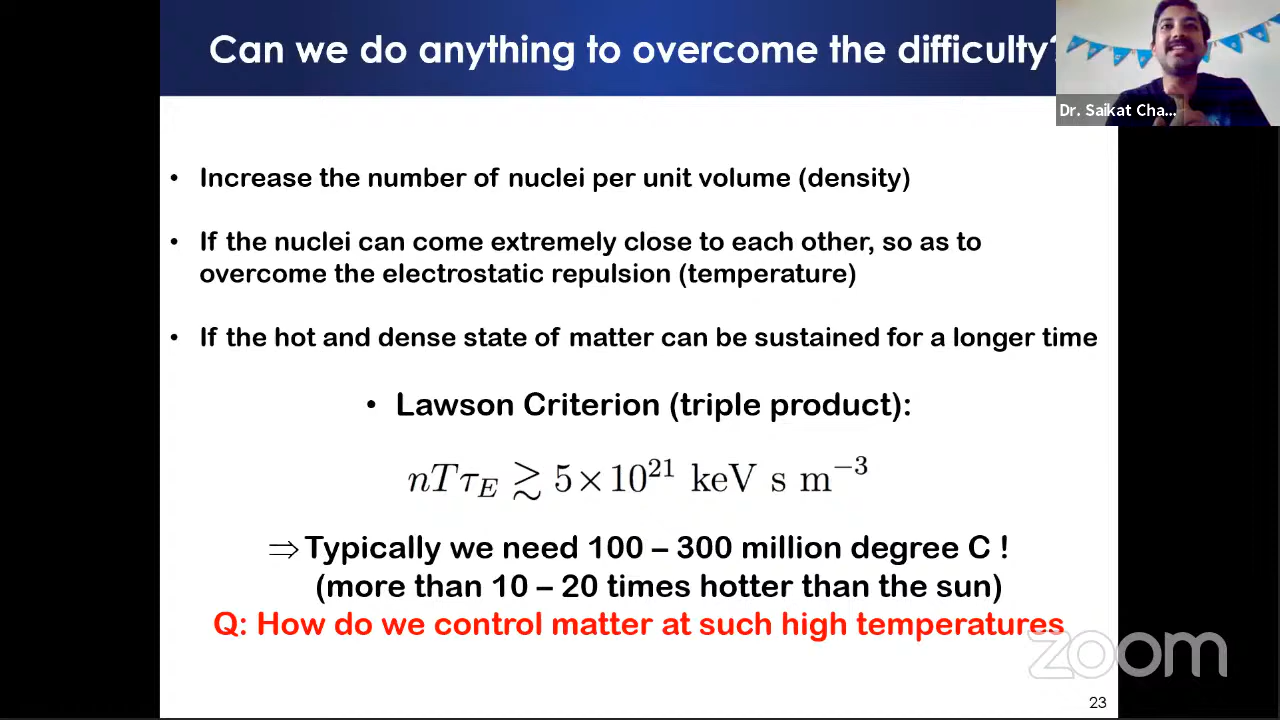 Can we do anything to overcome the difficulty?
Dr. Saikat Cha...
• Increase the number of nuclei per unit volume (density)
• If the nuclei can come extremely close to each other, so as to
overcome the electrostatic repulsion (temperature)
• If the hot and dense state of matter can be sustained for a longer time
• Lawson Criterion (triple product):
nTτ_E ≳ 5×10^21 keV s m^−3
⇒ Typically we need 100 – 300 million degree C !
(more than 10 – 20 times hotter than the sun)
Q: How do we control matter at such high temperatures
zoom
23